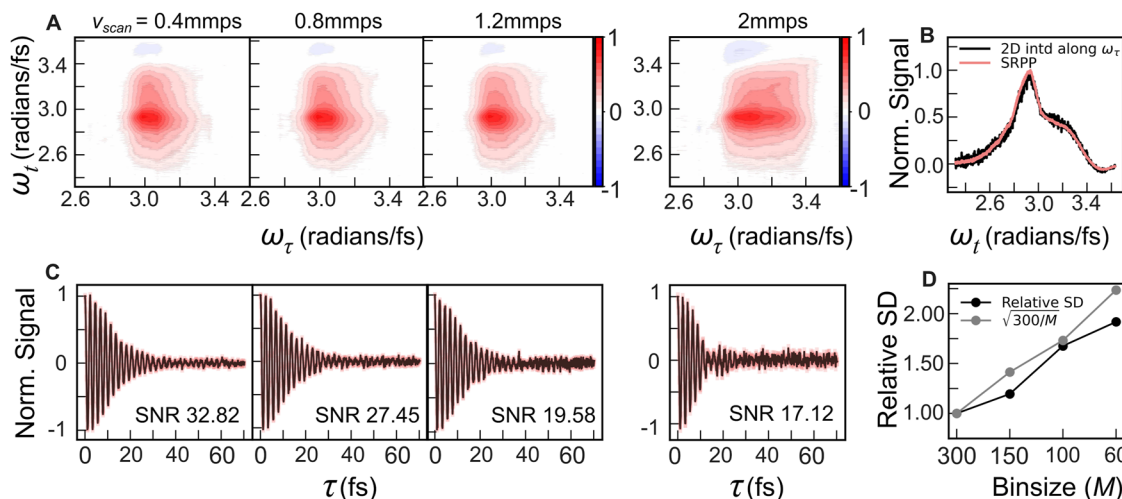 A
v_scan = 0.4mmps
0.8mmps
1.2mmps
2mmps
ω_t (radians/fs)
3.4
3.0
2.6
2.6 3.0 3.4
2.6 3.0 3.4
2.6 3.0 3.4
1
0
-1
2.6 3.0 3.4
1
0
-1
ω_τ (radians/fs)
ω_τ (radians/fs)
B
2D intd along ω_τ
SRPP
Norm. Signal
1.0
0.5
0.0
2.6 3.0 3.4
ω_t (radians/fs)
C
Norm. Signal
1
0
-1
SNR 32.82
SNR 27.45
SNR 19.58
SNR 17.12
1
0
-1
0 20 40 60
0 20 40 60
0 20 40 60
0 20 40 60
τ (fs)
τ (fs)
D
Relative SD
√300/M
Relative SD
2.00
1.50
1.00
300 150 100 60
Binsize (M)